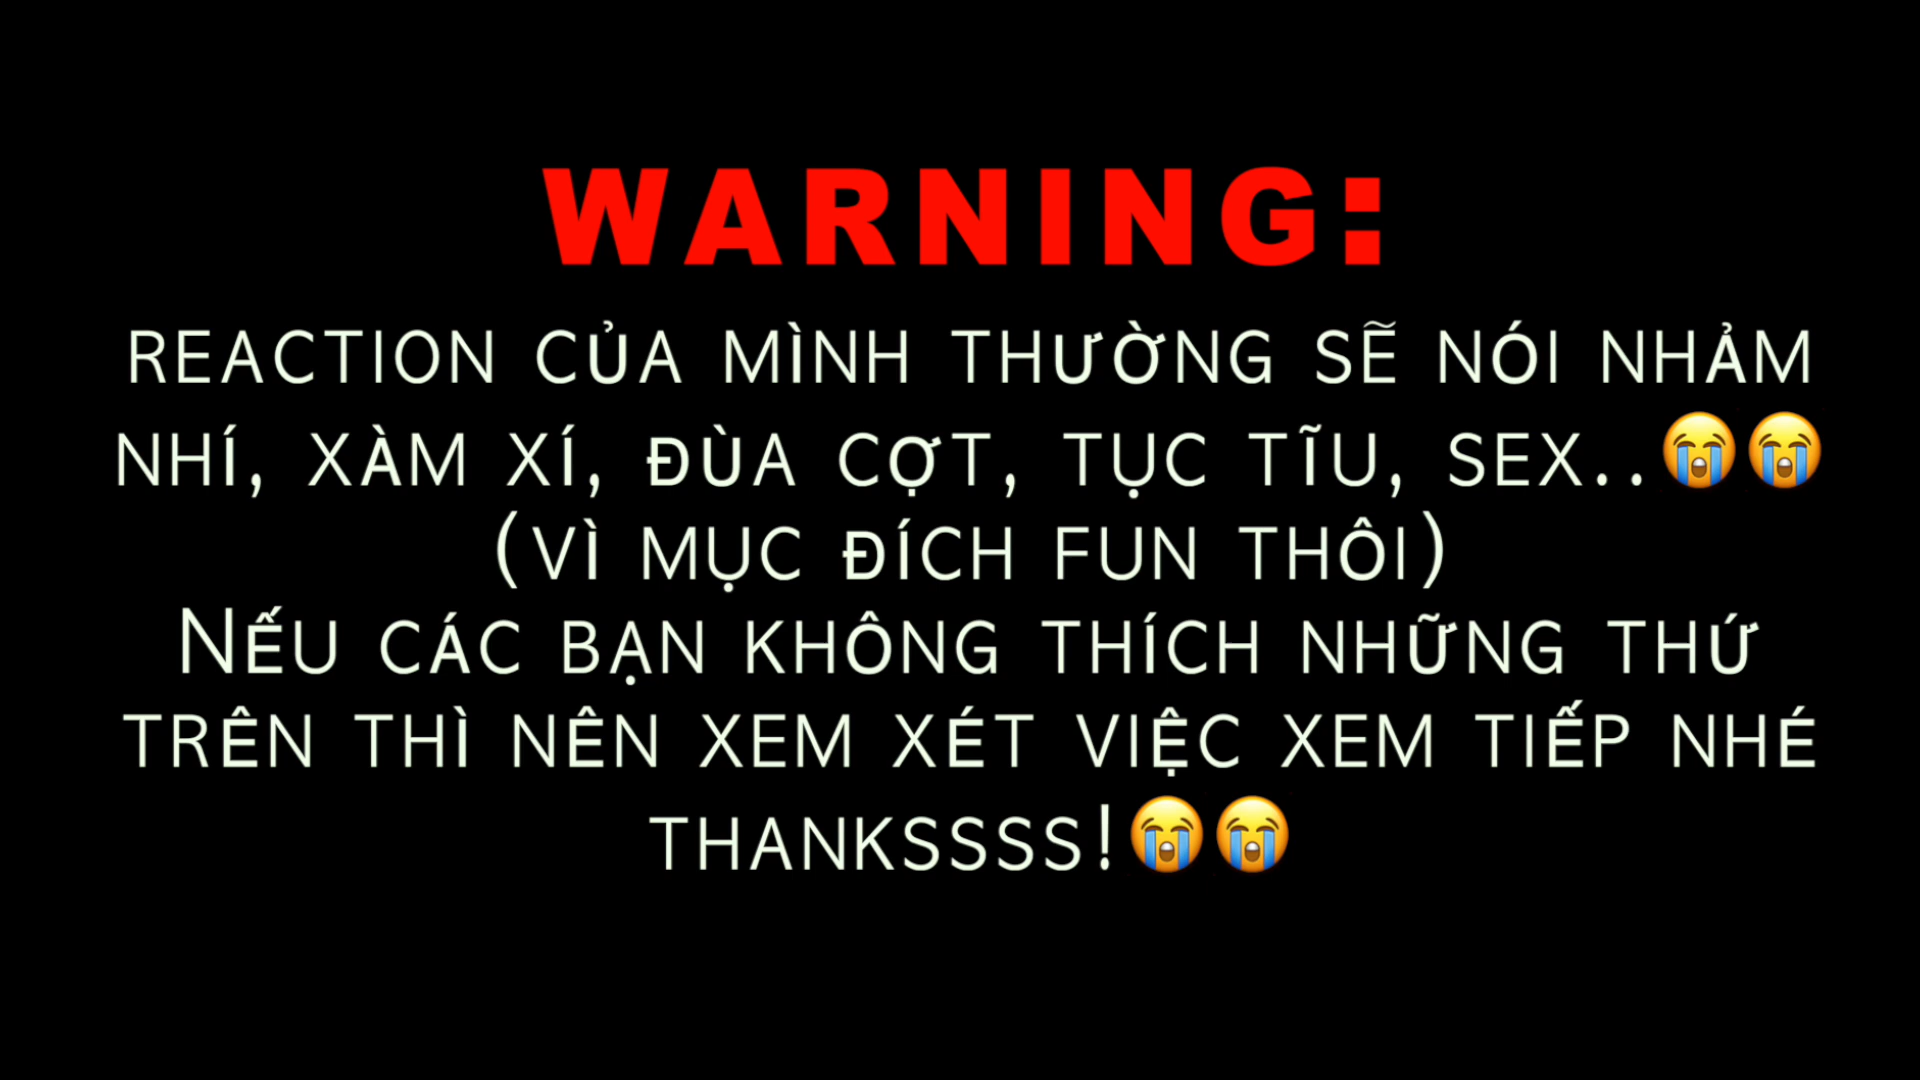 WARNING:
REACTION CỦA MÌNH THƯỜNG SẼ NÓI NHẢM
NHÍ, XÀM XÍ, ĐÙA CỢT, TỤC TĨU, SEX..😭😭
(VÌ MỤC ĐÍCH FUN THÔI)
NẾU CÁC BẠN KHÔNG THÍCH NHỮNG THỨ
TRÊN THÌ NÊN XEM XÉT VIỆC XEM TIẾP NHÉ
THANKSSSS!😭😭